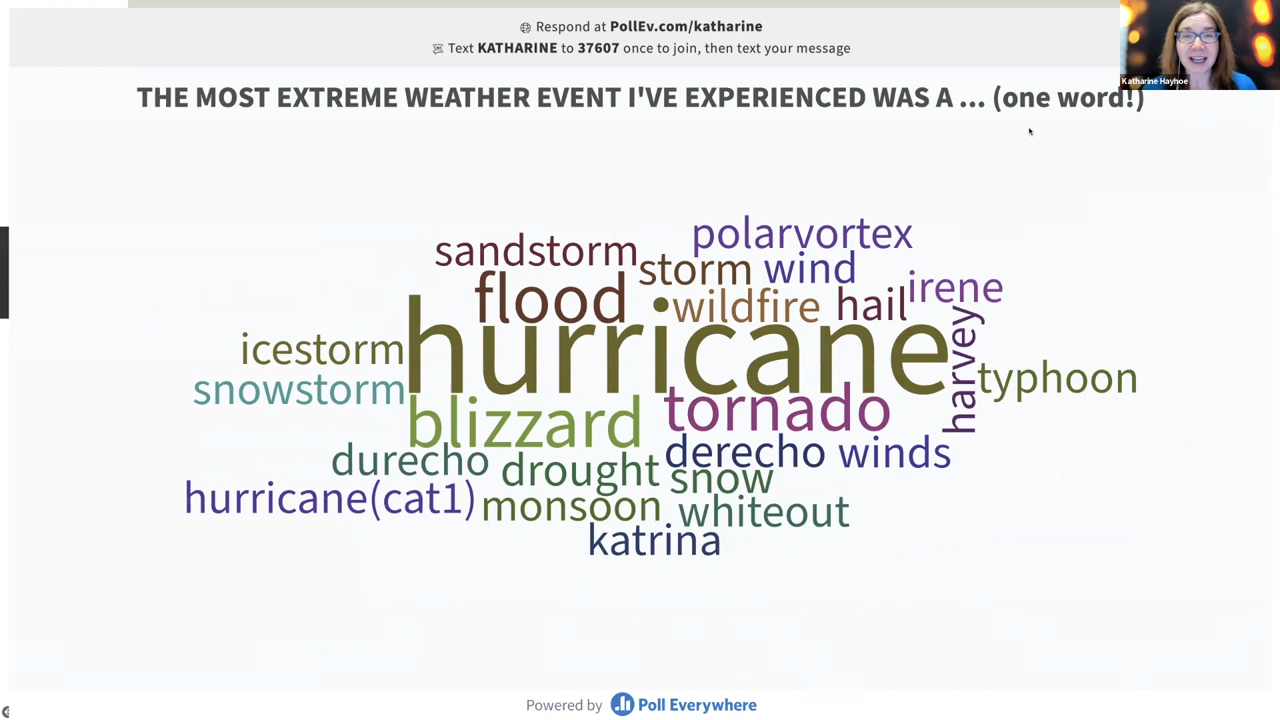 Respond at PollEv.com/katharine
Text KATHARINE to 37607 once to join, then text your message
Katharine Hayhoe
THE MOST EXTREME WEATHER EVENT I'VE EXPERIENCED WAS A ... (one word!)
polarvortex
sandstorm
storm
wind
irene
flood
wildfire
hail
hurricane
harvey
icestorm
typhoon
snowstorm
blizzard
tornado
durecho
drought
derecho
winds
snow
hurricane(cat1)
monsoon
whiteout
katrina
Powered by Poll Everywhere